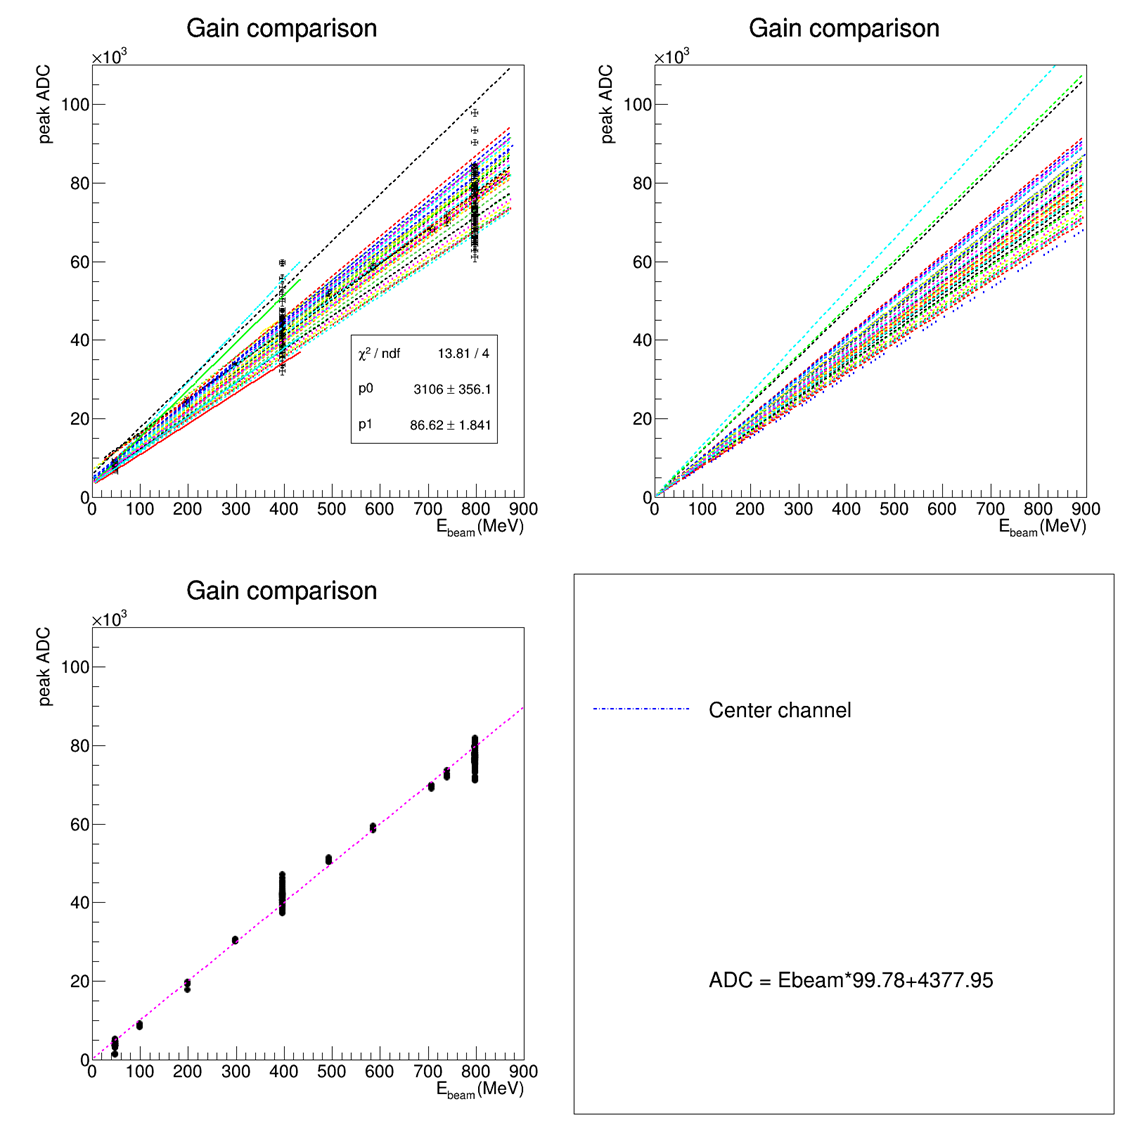 Gain comparison
×10³
peak ADC
100
80
60
40
20
0
χ² / ndf 13.81 / 4
p0 3106 ± 356.1
p1 86.62 ± 1.841
0 100 200 300 400 500 600 700 800 900
E_beam(MeV)
Gain comparison
×10³
peak ADC
100
80
60
40
20
0
0 100 200 300 400 500 600 700 800 900
E_beam(MeV)
Gain comparison
×10³
peak ADC
100
80
60
40
20
0
0 100 200 300 400 500 600 700 800 900
E_beam(MeV)
Center channel
ADC = Ebeam*99.78+4377.95